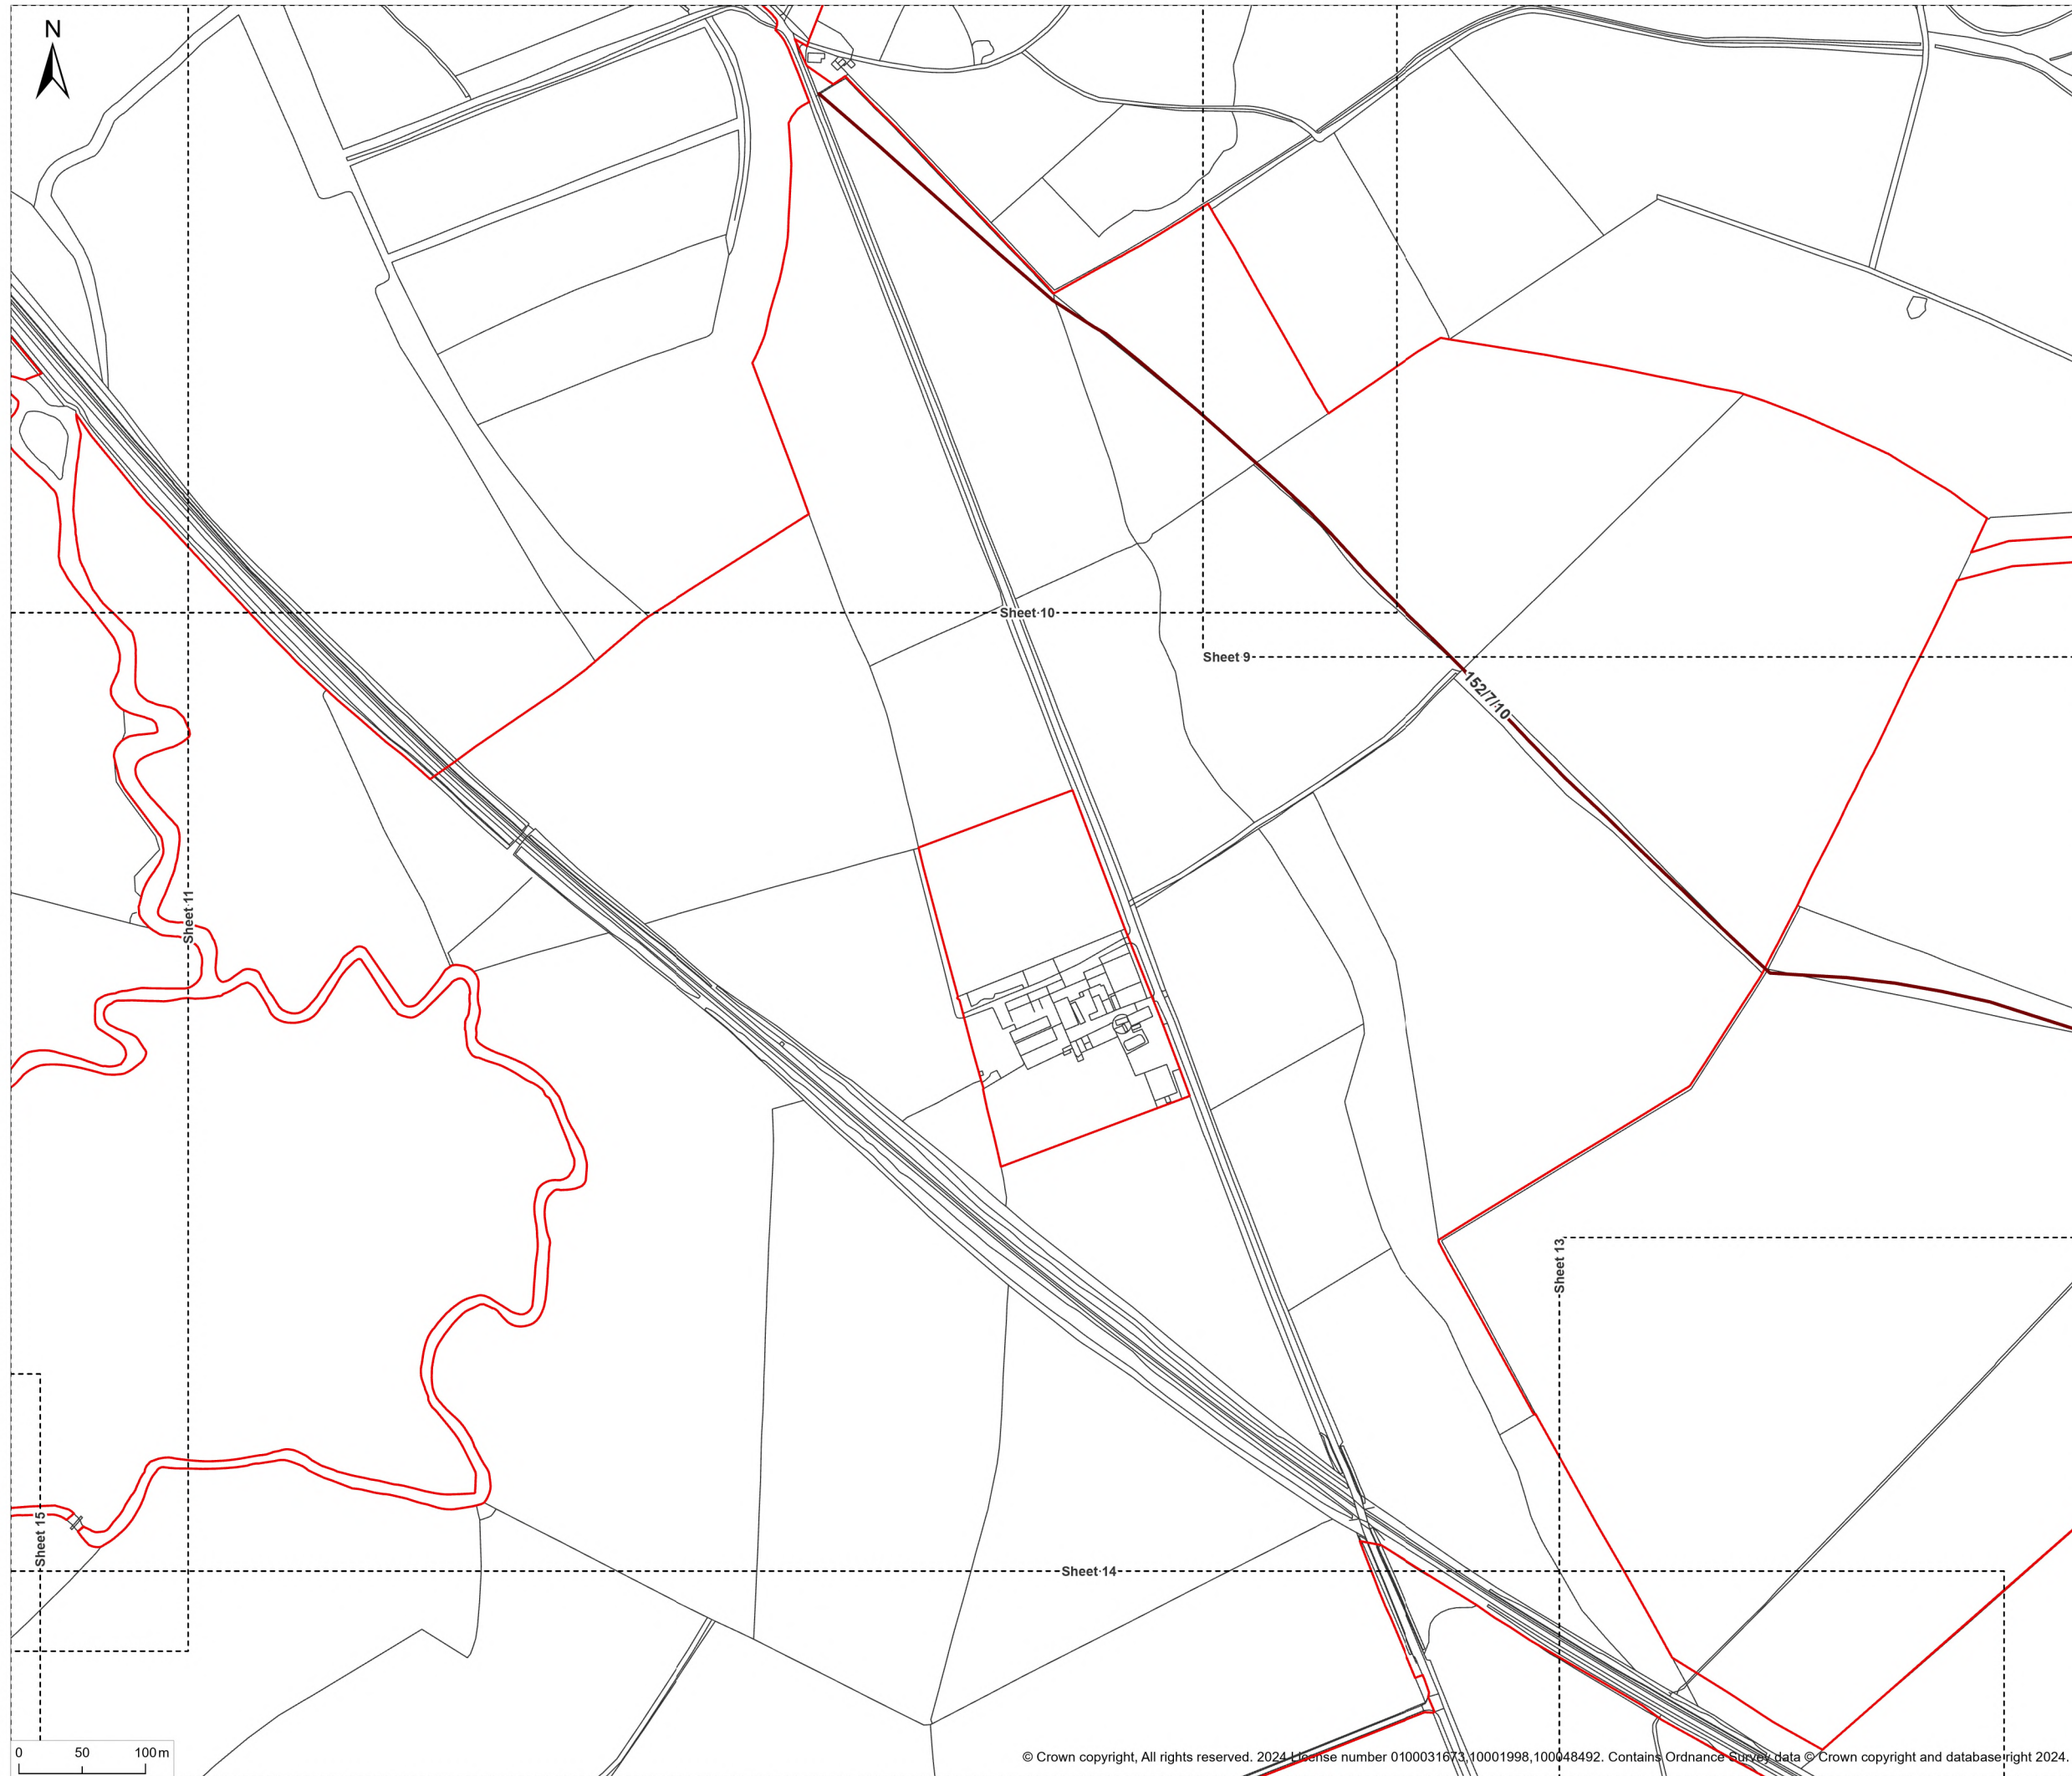 N
Sheet 10
Sheet 9
152/7/10
Sheet 11
Sheet 13
Sheet 15
Sheet 14
0 50 100m
© Crown copyright, All rights reserved. 2024 License number 0100031673,10001998,100048492. Contains Ordnance Survey data © Crown copyright and database right 2024.